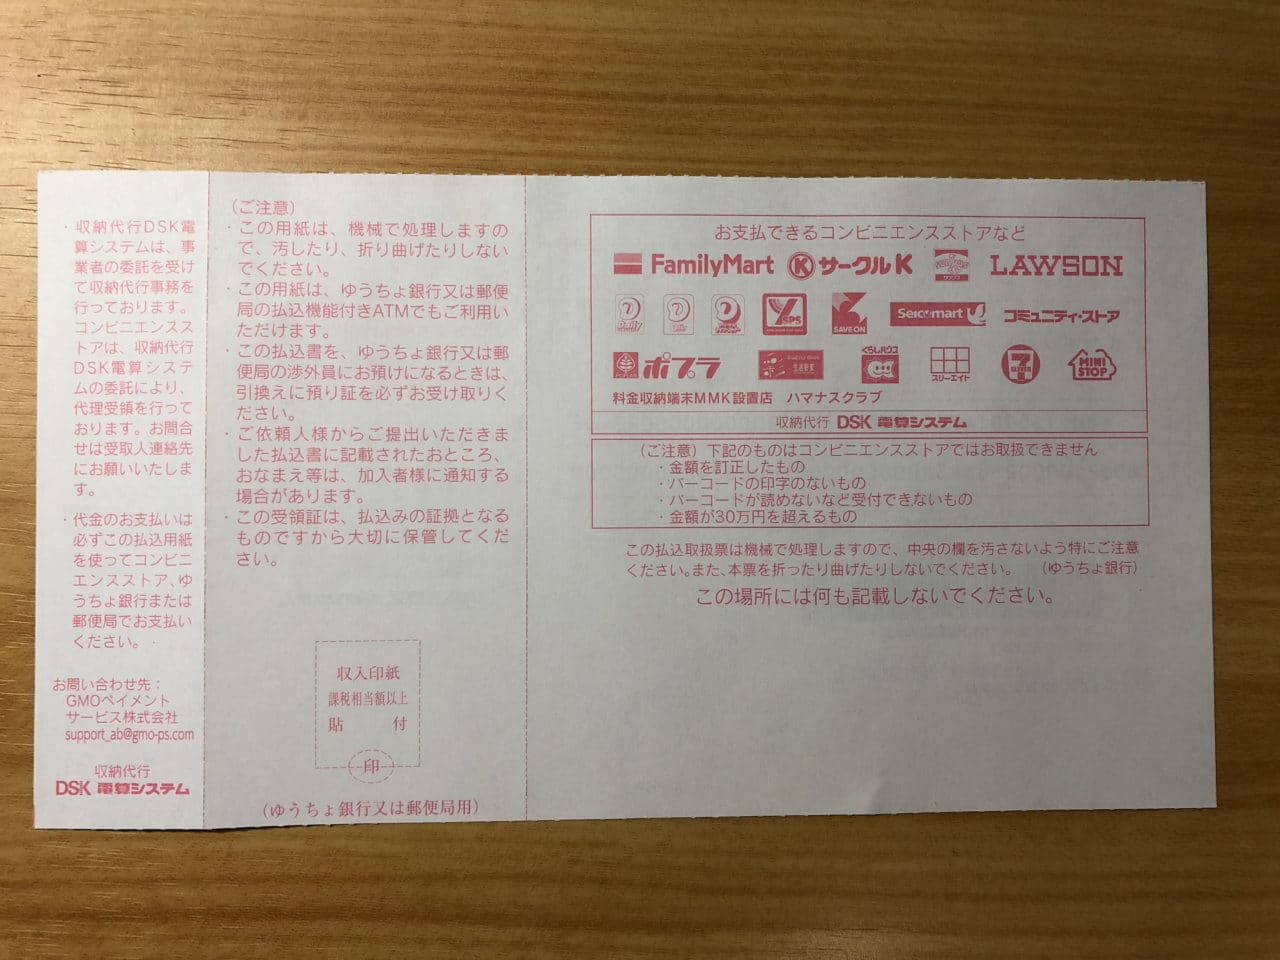 ・収納代行DSK電
算システムは、事
業者の委託を受け
て収納代行事務を
行っております。
コンビニエンスス
トアは、収納代行
DSK電算システ
ムの委託により、
代理受領を行って
おります。お問合
せは受取人連絡先
にお願いいたしま
す。
・代金のお支払いは
必ずこの払込用紙
を使ってコンビニ
エンスストア、ゆ
うちょ銀行または
郵便局でお支払い
ください。
お問い合わせ先：
GMOペイメント
サービス株式会社
support_ab@gmo-ps.com
収納代行
DSK 電算システム
（ご注意）
・この用紙は、機械で処理しますの
で、汚したり、折り曲げたりしない
でください。
・この用紙は、ゆうちょ銀行又は郵便
局の払込機能付きATMでもご利用い
ただけます。
・この払込書を、ゆうちょ銀行又は郵
便局の渉外員にお預けになるときは、
引換えに預り証を必ずお受け取りく
ださい。
・ご依頼人様からご提出いただきま
した払込書に記載されたおところ、
おなまえ等は、加入者様に通知する
場合があります。
・この受領証は、払込みの証拠となる
ものですから大切に保管してくだ
さい。
収入印紙
課税相当額以上
貼　付
印
（ゆうちょ銀行又は郵便局用）
お支払できるコンビニエンスストアなど
FamilyMart サークルK LAWSON
Daily YSPS SAVE ON Seicomart コミュニティ・ストア
ポプラ くらしハウス スリーエイト 7 ELEVEN MINI STOP
料金収納端末MMK設置店　ハマナスクラブ
収納代行 DSK 電算システム
（ご注意）下記のものはコンビニエンスストアではお取扱できません
・金額を訂正したもの
・バーコードの印字のないもの
・バーコードが読めないなど受付できないもの
・金額が30万円を超えるもの
この払込取扱票は機械で処理しますので、中央の欄を汚さないよう特にご注意
ください。また、本票を折ったり曲げたりしないでください。　（ゆうちょ銀行）
この場所には何も記載しないでください。